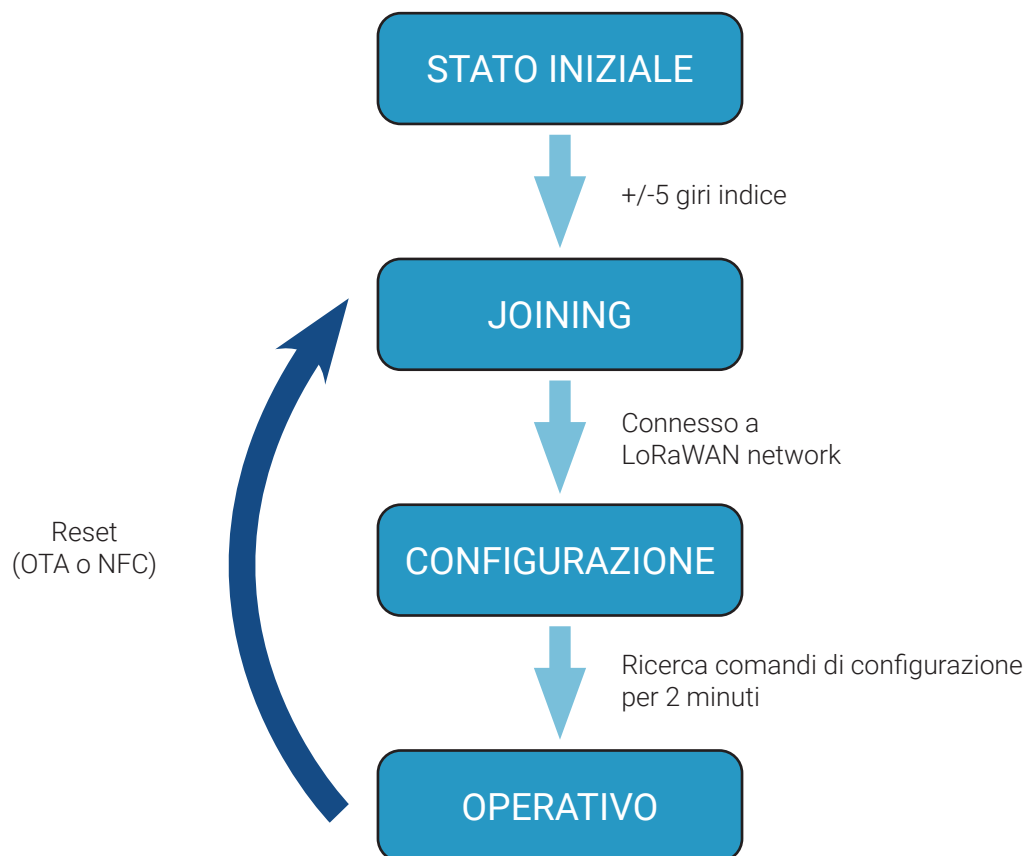 STATO INIZIALE
+/-5 giri indice
JOINING
Connesso a
LoRaWAN network
Reset
(OTA o NFC)
CONFIGURAZIONE
Ricerca comandi di configurazione
per 2 minuti
OPERATIVO